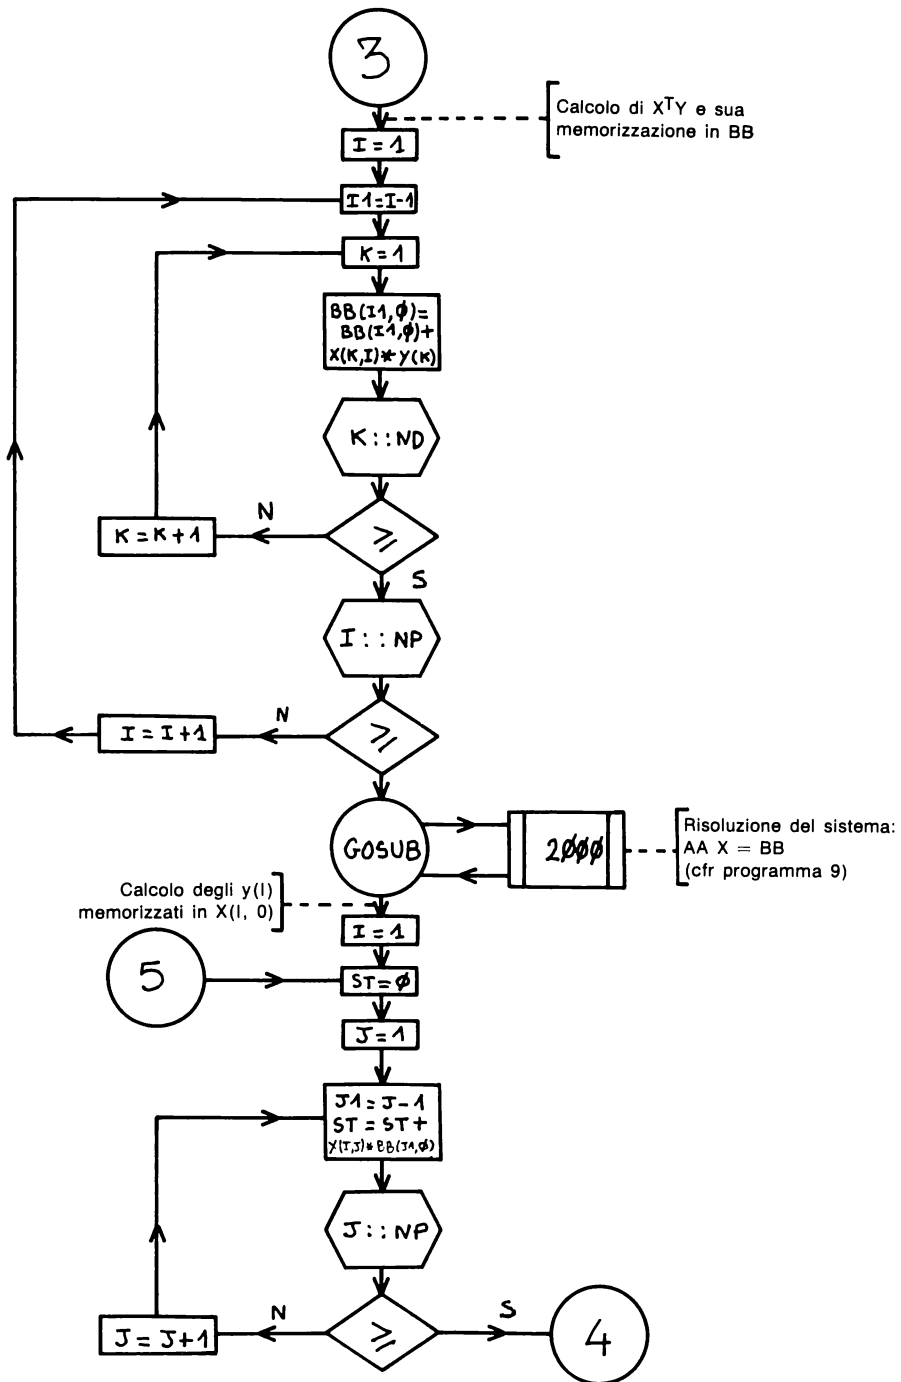 3
Calcolo di XTY e sua
memorizzazione in BB
I = 1
I1=I-1
K = 1
BB(I1,Ø)=
BB(I1,Ø)+
X(K,I)* Y(K)
K::ND
≥
N
K = K+1
S
I::NP
≥
N
I = I+1
GOSUB
2ØØØ
Risoluzione del sistema:
AA X = BB
(cfr programma 9)
Calcolo degli y(I)
memorizzati in X(I, 0)
I = 1
5
ST=Ø
J=1
J1=J-1
ST = ST+
X(I,J)* BB(J1,Ø)
J::NP
≥
N
J = J+1
S
4